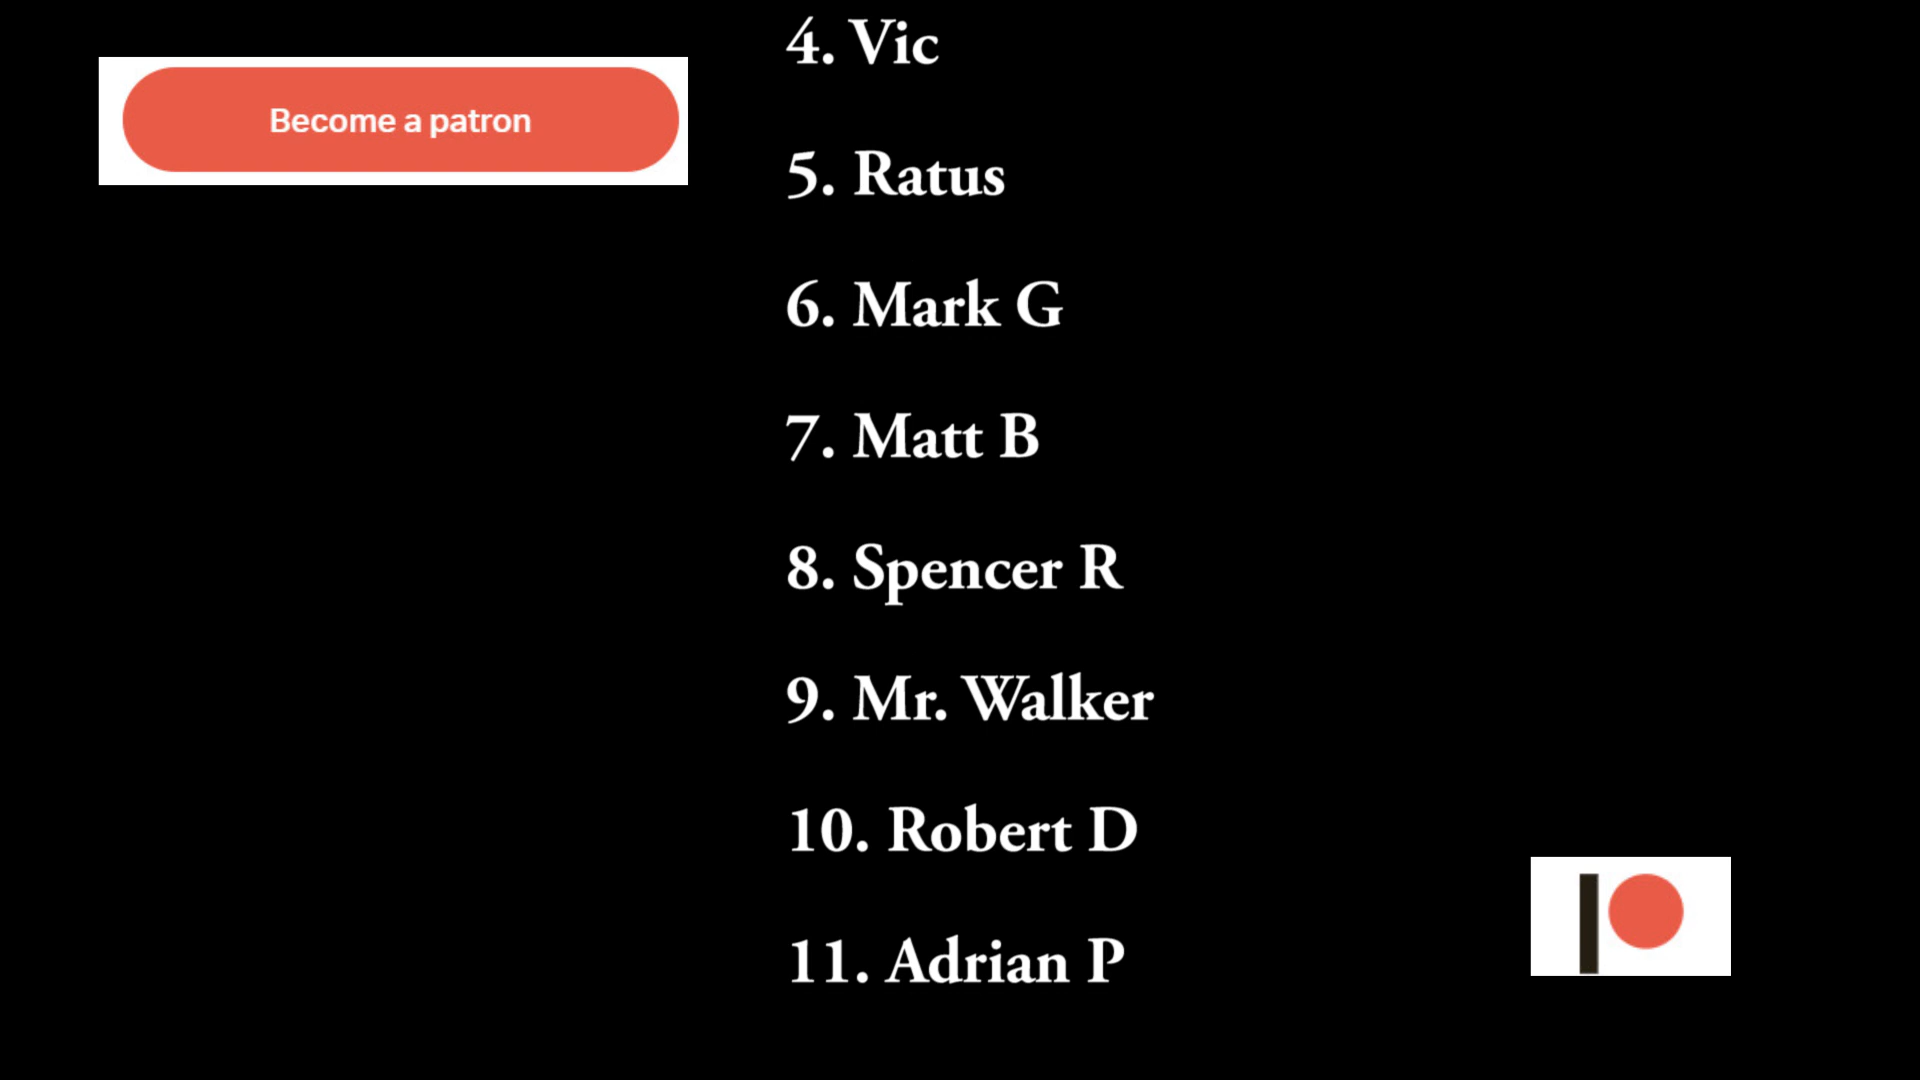 Become a patron
4. Vic
5. Ratus
6. Mark G
7. Matt B
8. Spencer R
9. Mr. Walker
10. Robert D
11. Adrian P